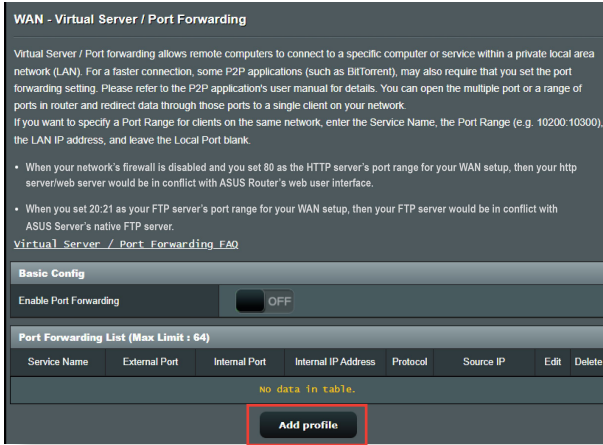 WAN - Virtual Server / Port Forwarding
Virtual Server / Port forwarding allows remote computers to connect to a specific computer or service within a private local area
network (LAN). For a faster connection, some P2P applications (such as BitTorrent), may also require that you set the port
forwarding setting. Please refer to the P2P application's user manual for details. You can open the multiple port or a range of
ports in router and redirect data through those ports to a single client on your network.
If you want to specify a Port Range for clients on the same network, enter the Service Name, the Port Range (e.g. 10200:10300),
the LAN IP address, and leave the Local Port blank.
• When your network's firewall is disabled and you set 80 as the HTTP server's port range for your WAN setup, then your http
server/web server would be in conflict with ASUS Router's web user interface.
• When you set 20:21 as your FTP server's port range for your WAN setup, then your FTP server would be in conflict with
ASUS Server's native FTP server.
Virtual Server / Port Forwarding FAQ
Basic Config
Enable Port Forwarding OFF
Port Forwarding List (Max Limit : 64)
Service Name External Port Internal Port Internal IP Address Protocol Source IP Edit Delete
No data in table.
Add profile